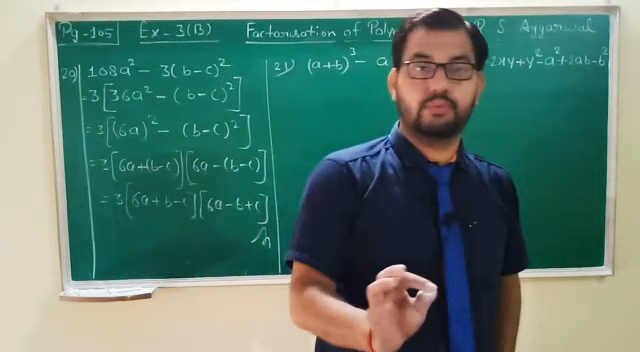 Pg-105 Ex-3(B) Factorisation of Poly R S Aggarwal
20) 108a² - 3(b-c)²
=3[36a² - (b-c)²]
=3[(6a)² - (b-c)²]
=3[6a+(b-c)][6a-(b-c)]
=3[6a+b-c][6a-b+c]
21) (a+b)³ - a
2xy+y²-a²+2ab-b²